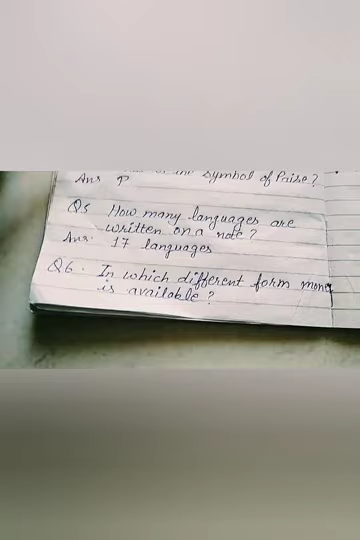 the symbol of Paise?
Ans P
Q5 How many languages are
written on a note?
Ans. 17 languages
Q6. In which different form money
is available?